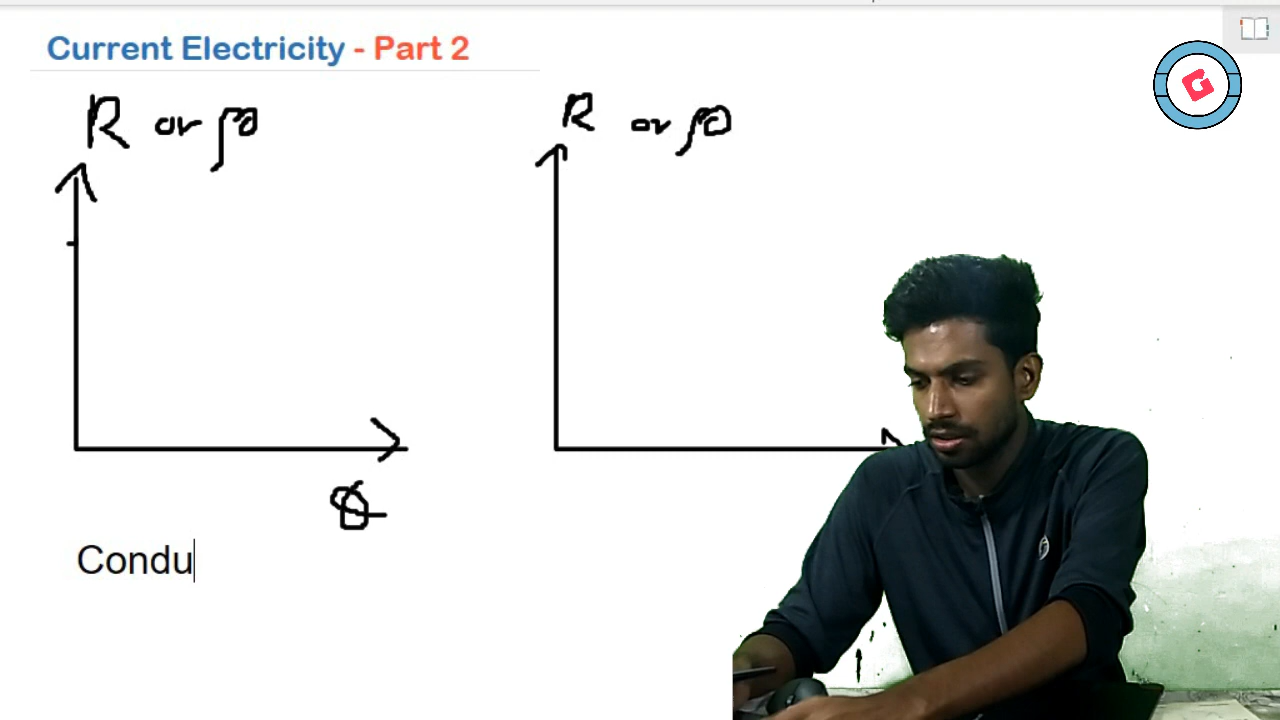 Current Electricity - Part 2
R or ρ
R or ρ
θ
Condu